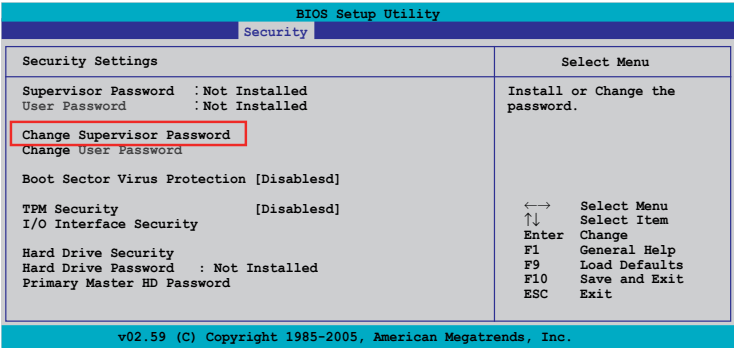 BIOS Setup Utility
Security
Security Settings
Supervisor Password : Not Installed
User Password : Not Installed
Change Supervisor Password
Change User Password
Boot Sector Virus Protection [Disablesd]
TPM Security [Disablesd]
I/O Interface Security
Hard Drive Security
Hard Drive Password : Not Installed
Primary Master HD Password
Select Menu
Install or Change the
password.
←→ Select Menu
↑↓ Select Item
Enter Change
F1 General Help
F9 Load Defaults
F10 Save and Exit
ESC Exit
v02.59 (C) Copyright 1985-2005, American Megatrends, Inc.